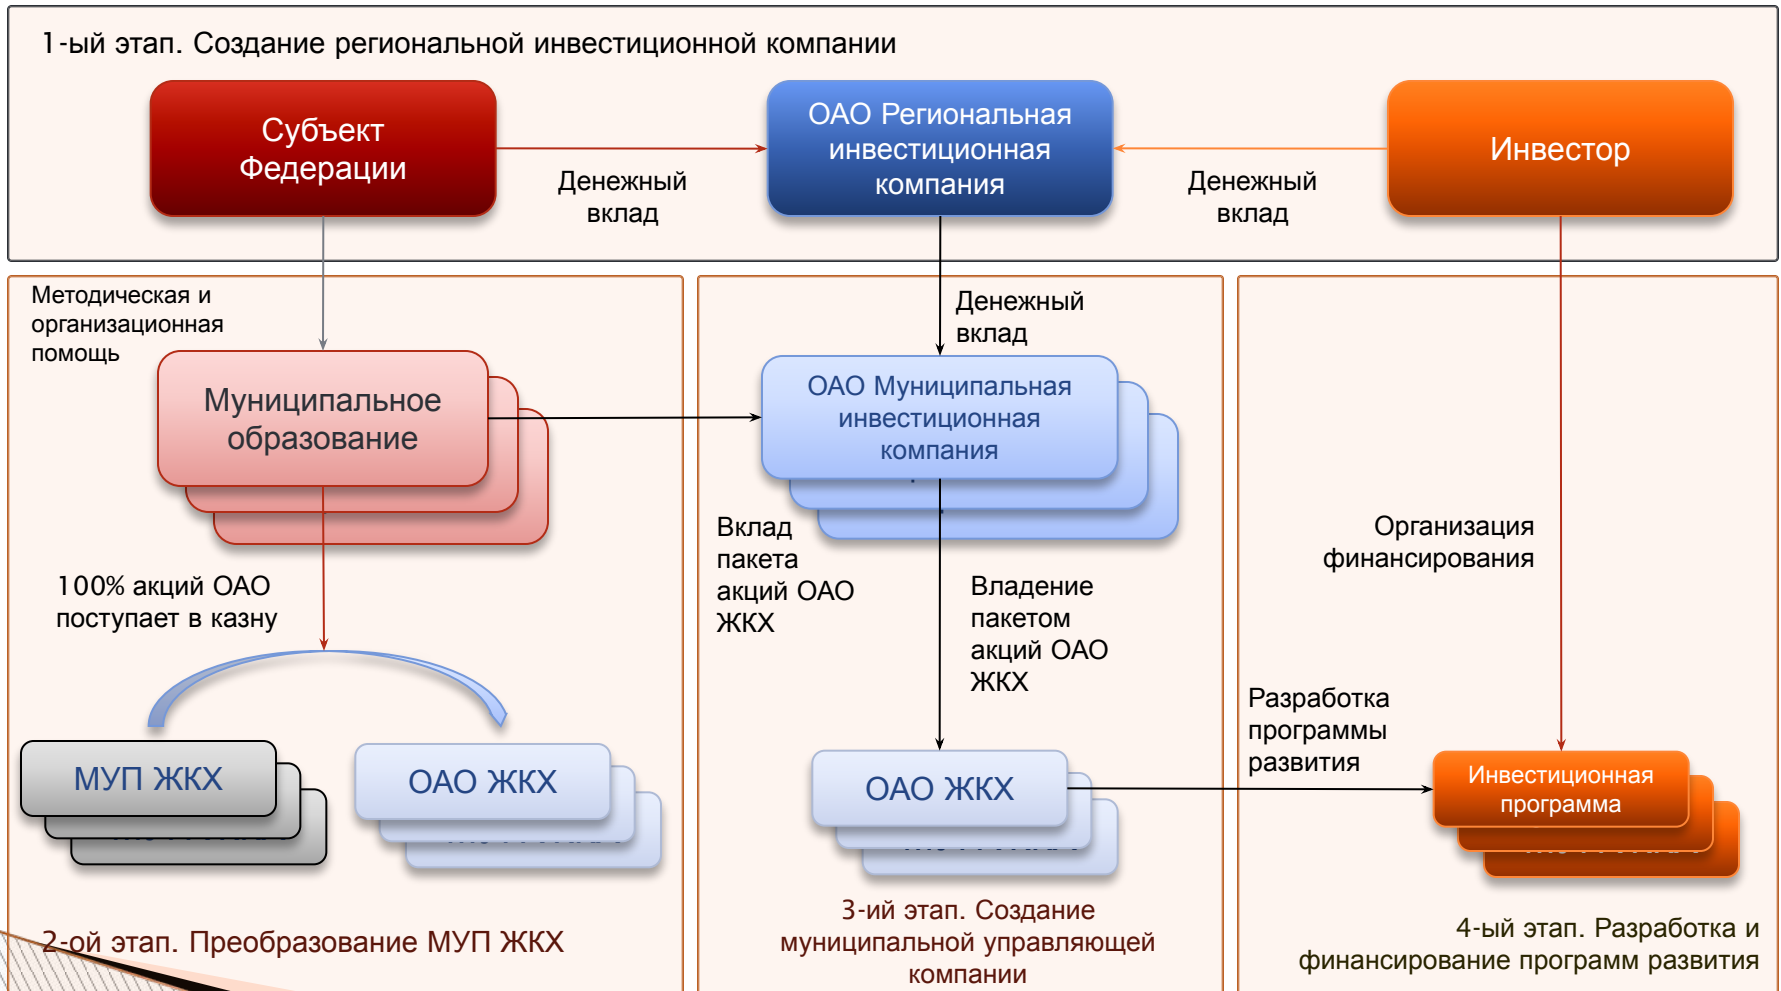 1-ый этап. Создание региональной инвестиционной компании
Субъект
Федерации
ОАО Региональная
инвестиционная
компания
Инвестор
Денежный
вклад
Денежный
вклад
Методическая и
организационная
помощь
Денежный
вклад
Муниципальное
образование
ОАО Муниципальная
инвестиционная
компания
Вклад
пакета
акций ОАО
ЖКХ
Организация
финансирования
100% акций ОАО
поступает в казну
Владение
пакетом
акций ОАО
ЖКХ
Разработка
программы
развития
МУП ЖКХ
ОАО ЖКХ
ОАО ЖКХ
Инвестиционная
программа
2-ой этап. Преобразование МУП ЖКХ
3-ий этап. Создание
муниципальной управляющей
компании
4-ый этап. Разработка и
финансирование программ развития